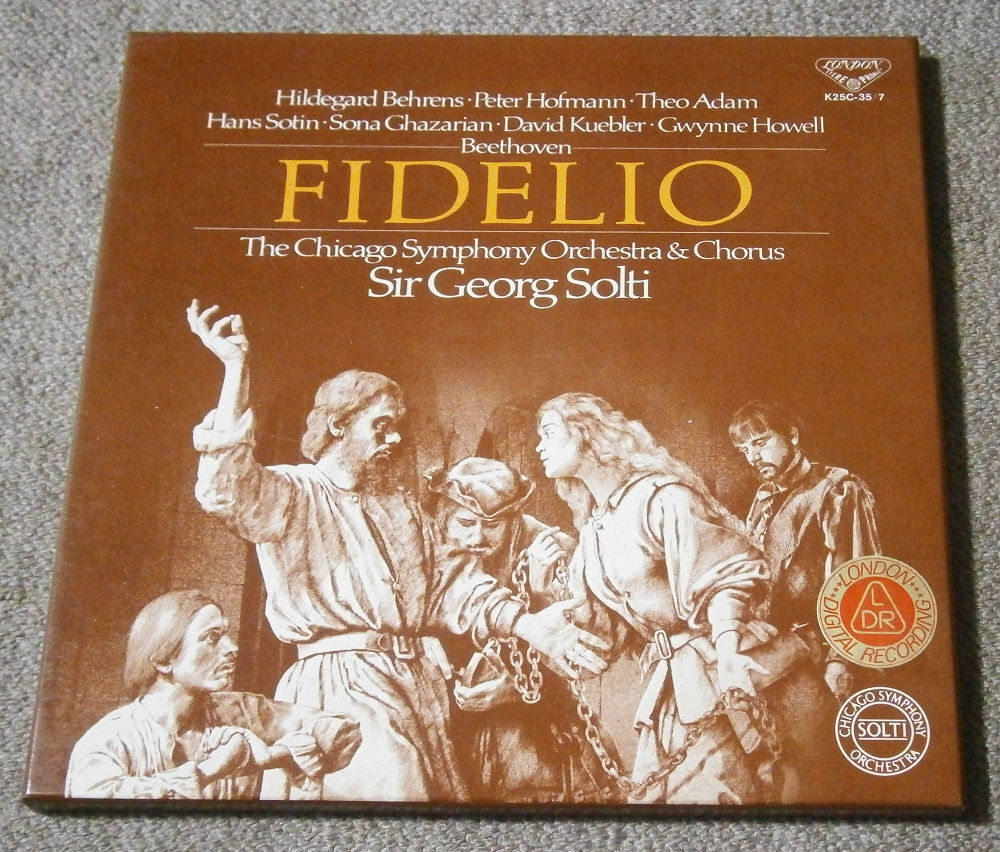 LONDON
K25C-35/7
Hildegard Behrens·Peter Hofmann·Theo Adam
Hans Sotin·Sona Ghazarian·David Kuebler·Gwynne Howell
Beethoven
FIDELIO
The Chicago Symphony Orchestra & Chorus
Sir Georg Solti
LONDON
L
DR
DIGITAL RECORDING
CHICAGO SYMPHONY
SOLTI
ORCHESTRA